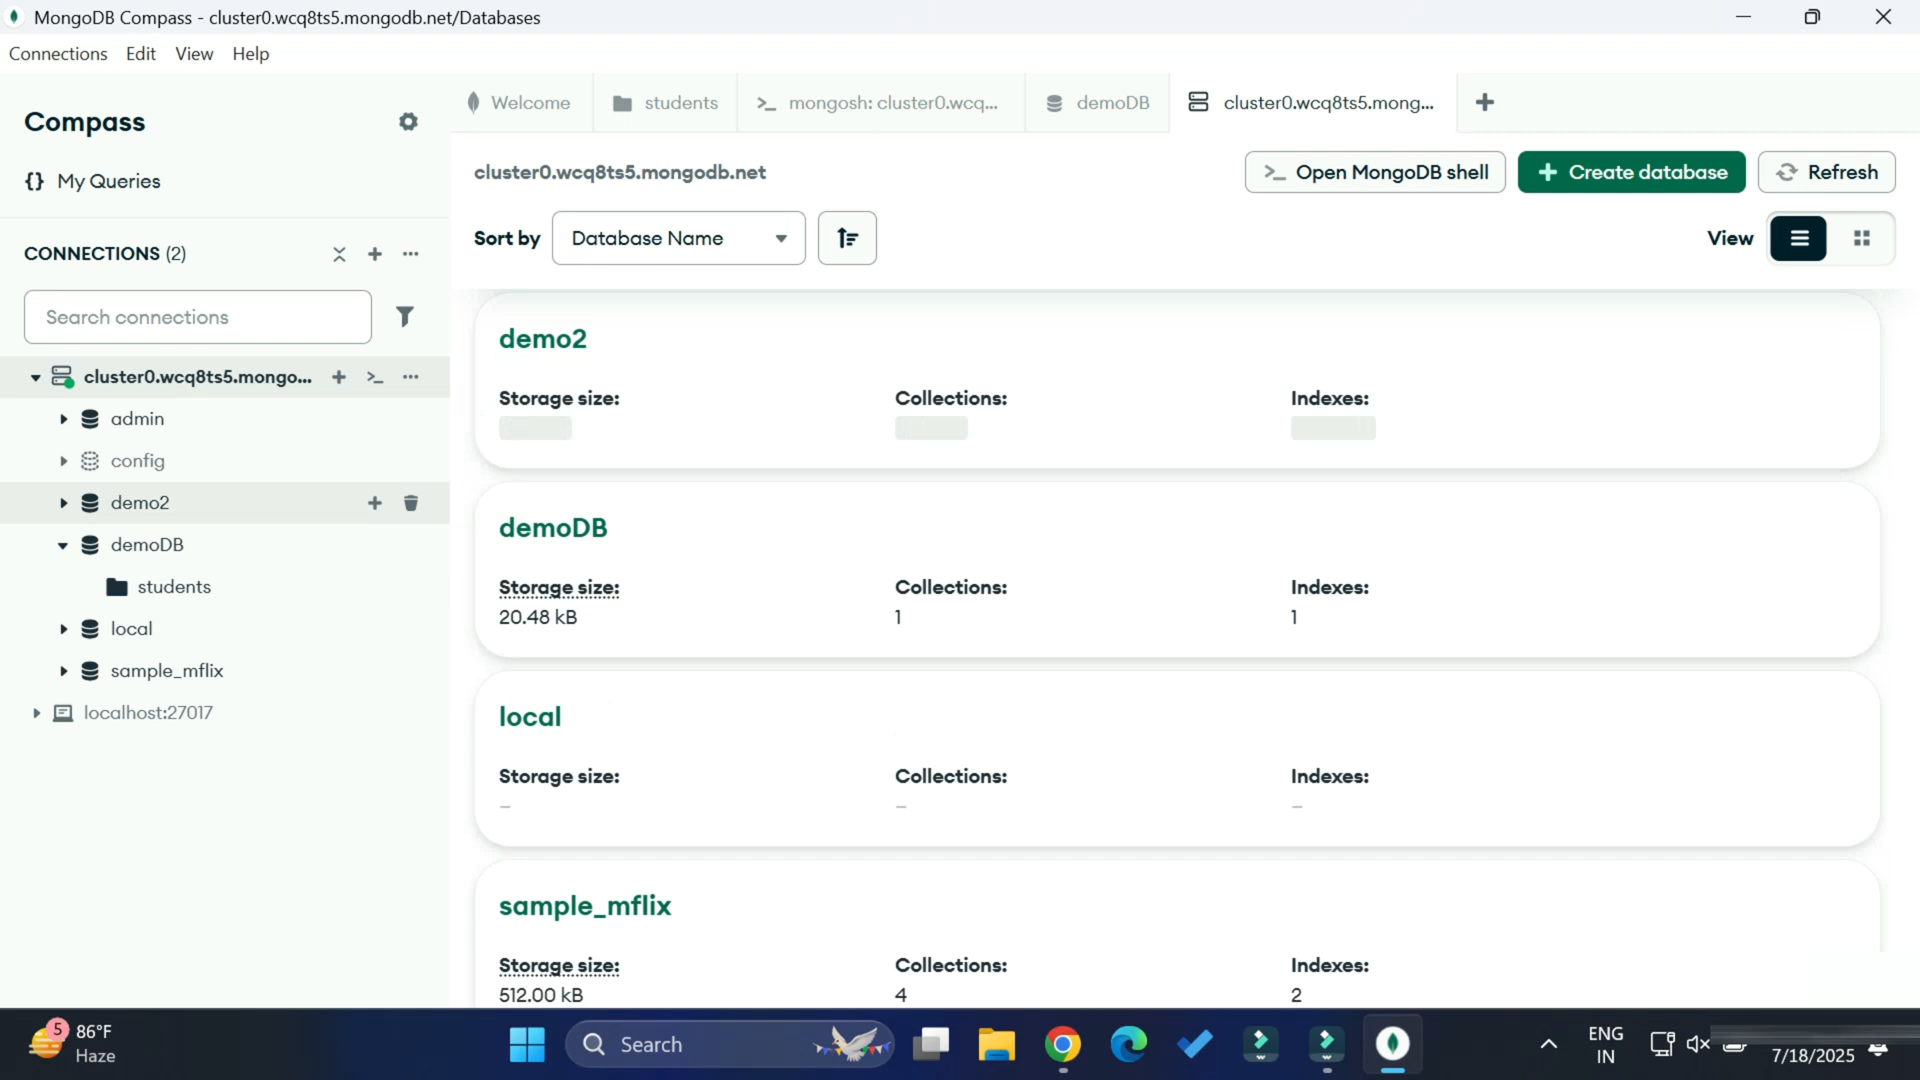 MongoDB Compass - cluster0.wcq8ts5.mongodb.net/Databases
Connections Edit View Help
Compass
{} My Queries
CONNECTIONS (2)
Search connections
cluster0.wcq8ts5.mongo...
admin
config
demo2
demoDB
students
local
sample_mflix
localhost:27017
Welcome
students
>_ mongosh: cluster0.wcq...
demoDB
cluster0.wcq8ts5.mong...
cluster0.wcq8ts5.mongodb.net
>_ Open MongoDB shell
+ Create database
Refresh
Sort by Database Name
View
demo2
Storage size: Collections: Indexes:
demoDB
Storage size: Collections: Indexes:
20.48 kB 1 1
local
Storage size: Collections: Indexes:
– – –
sample_mflix
Storage size: Collections: Indexes:
512.00 kB 4 2
5
86°F
Haze
Search
ENG
IN
7/18/2025